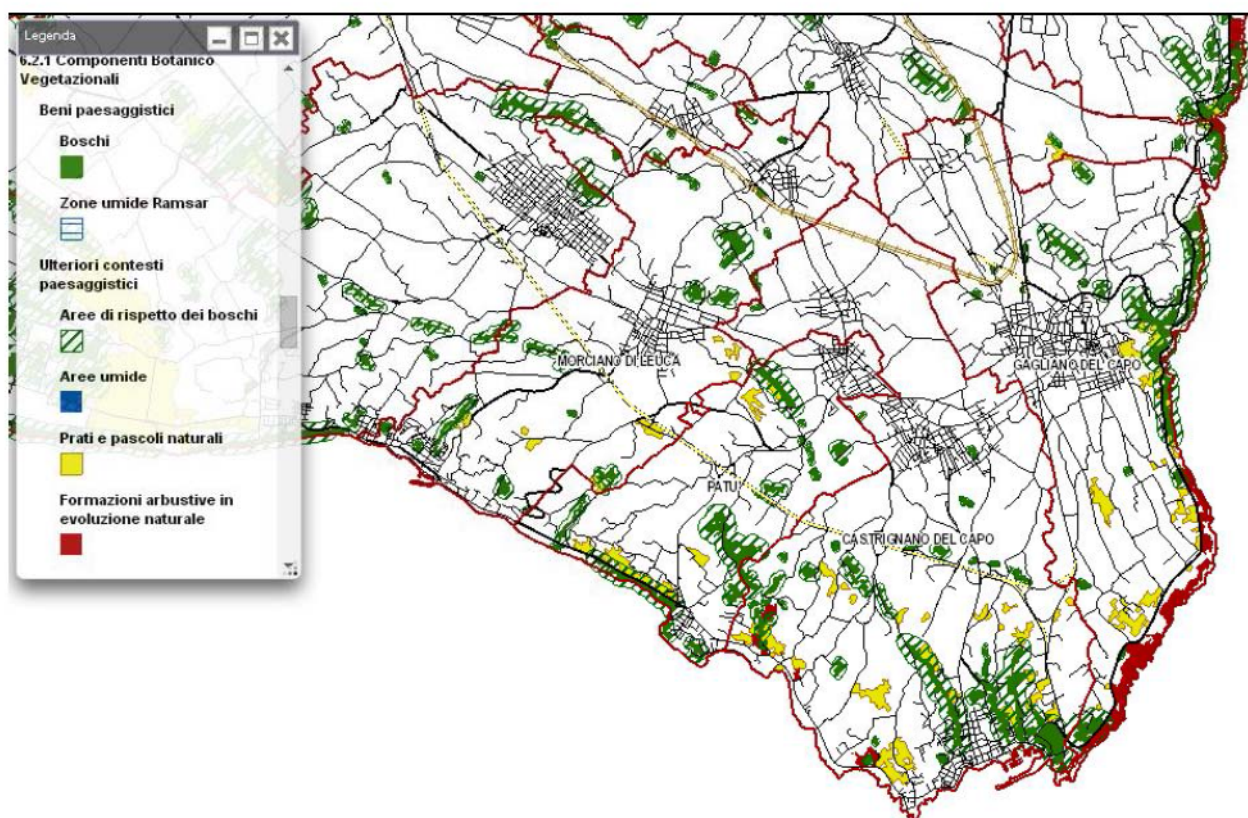 Legenda
6.2.1 Componenti Botanico
Vegetazionali
Beni paesaggistici
Boschi
Zone umide Ramsar
Ulteriori contesti
paesaggistici
Aree di rispetto dei boschi
Aree umide
Prati e pascoli naturali
Formazioni arbustive in
evoluzione naturale
MORCIANO DI LEUCA
GAGLIANO DEL CAPO
PATU'
CASTRIGNANO DEL CAPO